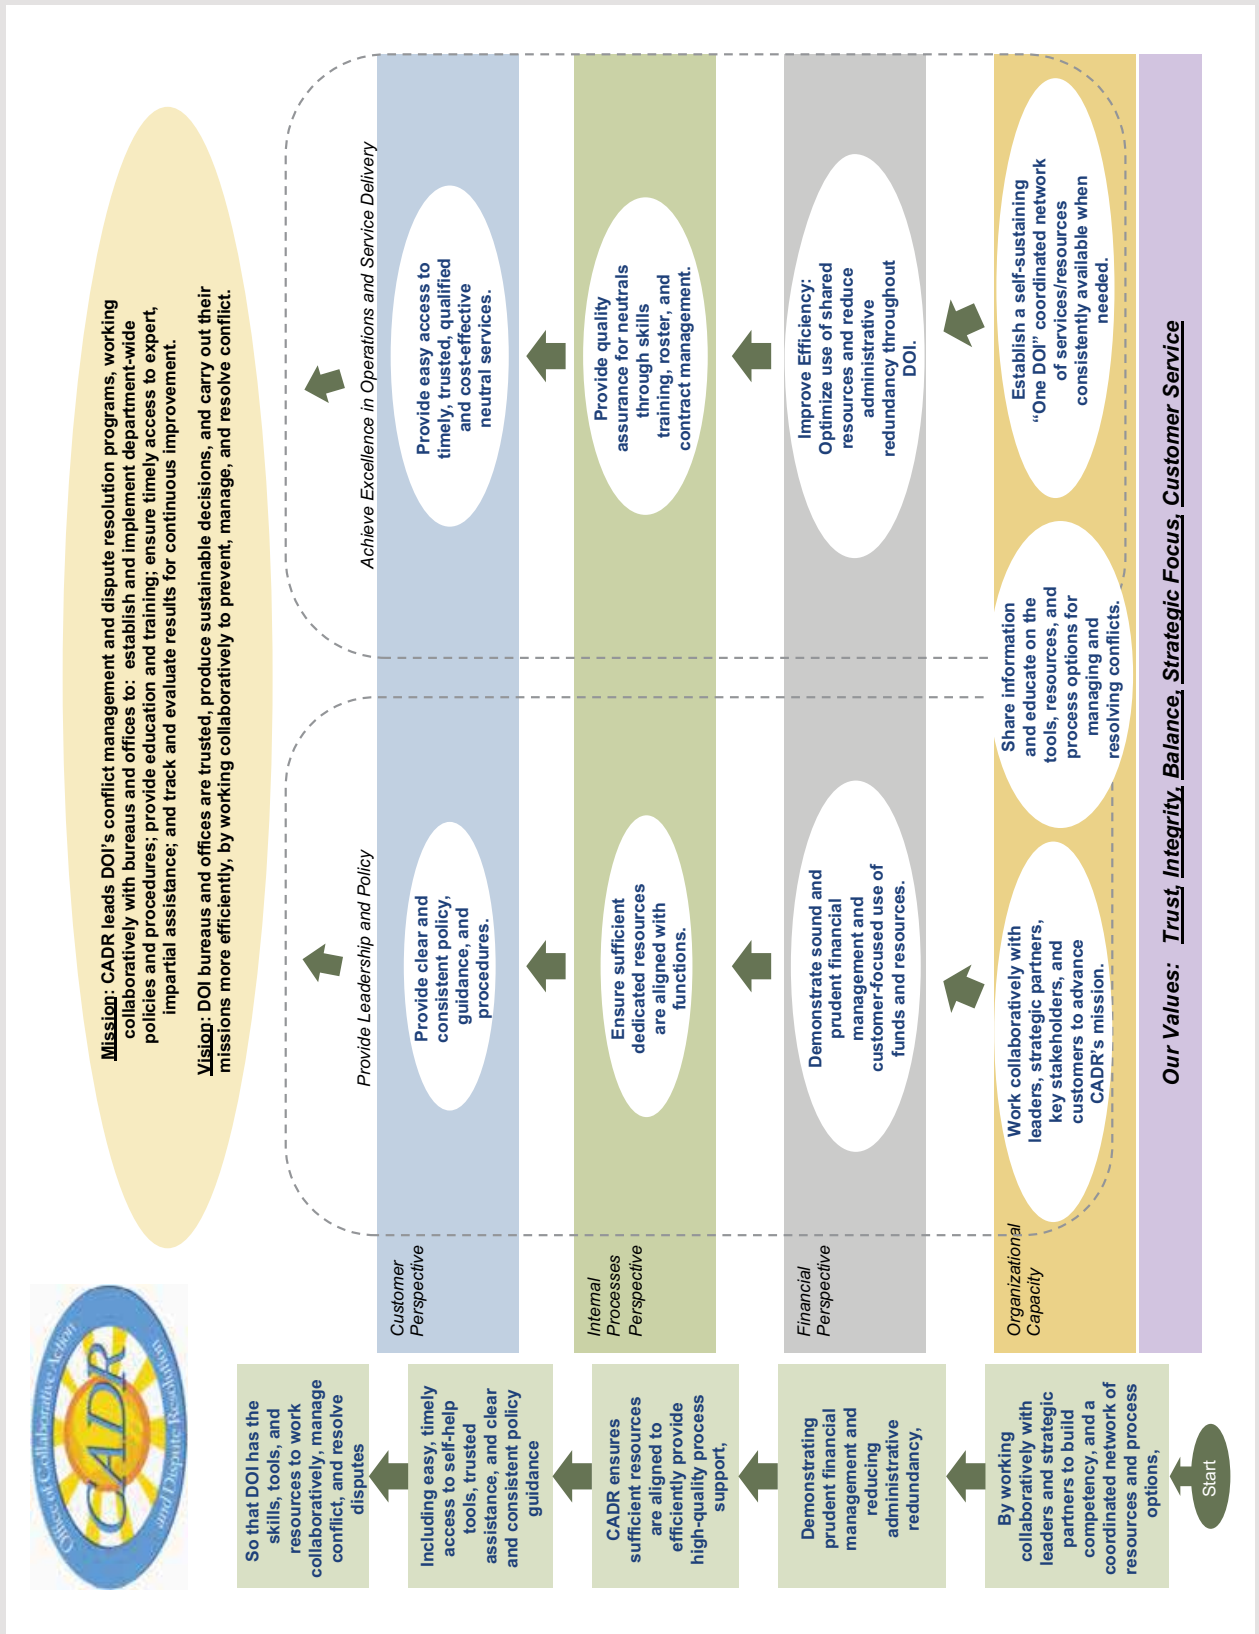 Office of Collaborative Action
CADR
and Dispute Resolution
Mission: CADR leads DOI's conflict management and dispute resolution programs, working
collaboratively with bureaus and offices to:  establish and implement department-wide
policies and procedures; provide education and training; ensure timely access to expert,
impartial assistance; and track and evaluate results for continuous improvement.
Vision: DOI bureaus and offices are trusted, produce sustainable decisions, and carry out their
missions more efficiently, by working collaboratively to prevent, manage, and resolve conflict.
So that DOI has the
skills, tools, and
resources to work
collaboratively, manage
conflict, and resolve
disputes
Including easy, timely
access to self-help
tools, trusted
assistance, and clear
and consistent policy
guidance
CADR ensures
sufficient resources
are aligned to
efficiently provide
high-quality process
support,
Demonstrating
prudent financial
management and
reducing
administrative
redundancy,
By working
collaboratively with
leaders and strategic
partners to build
competency, and a
coordinated network of
resources and process
options,
Start
Provide Leadership and Policy
Achieve Excellence in Operations and Service Delivery
Customer
Perspective
Provide clear and
consistent policy,
guidance, and
procedures.
Provide easy access to
timely, trusted, qualified
and cost-effective
neutral services.
Internal
Processes
Perspective
Ensure sufficient
dedicated resources
are aligned with
functions.
Provide quality
assurance for neutrals
through skills
training, roster, and
contract management.
Financial
Perspective
Demonstrate sound and
prudent financial
management and
customer-focused use of
funds and resources.
Improve Efficiency:
Optimize use of shared
resources and reduce
administrative
redundancy throughout
DOI.
Organizational
Capacity
Work collaboratively with
leaders, strategic partners,
key stakeholders, and
customers to advance
CADR's mission.
Share information
and educate on the
tools, resources, and
process options for
managing and
resolving conflicts.
Establish a self-sustaining
“One DOI” coordinated network
of services/resources
consistently available when
needed.
Our Values:  Trust, Integrity, Balance, Strategic Focus, Customer Service